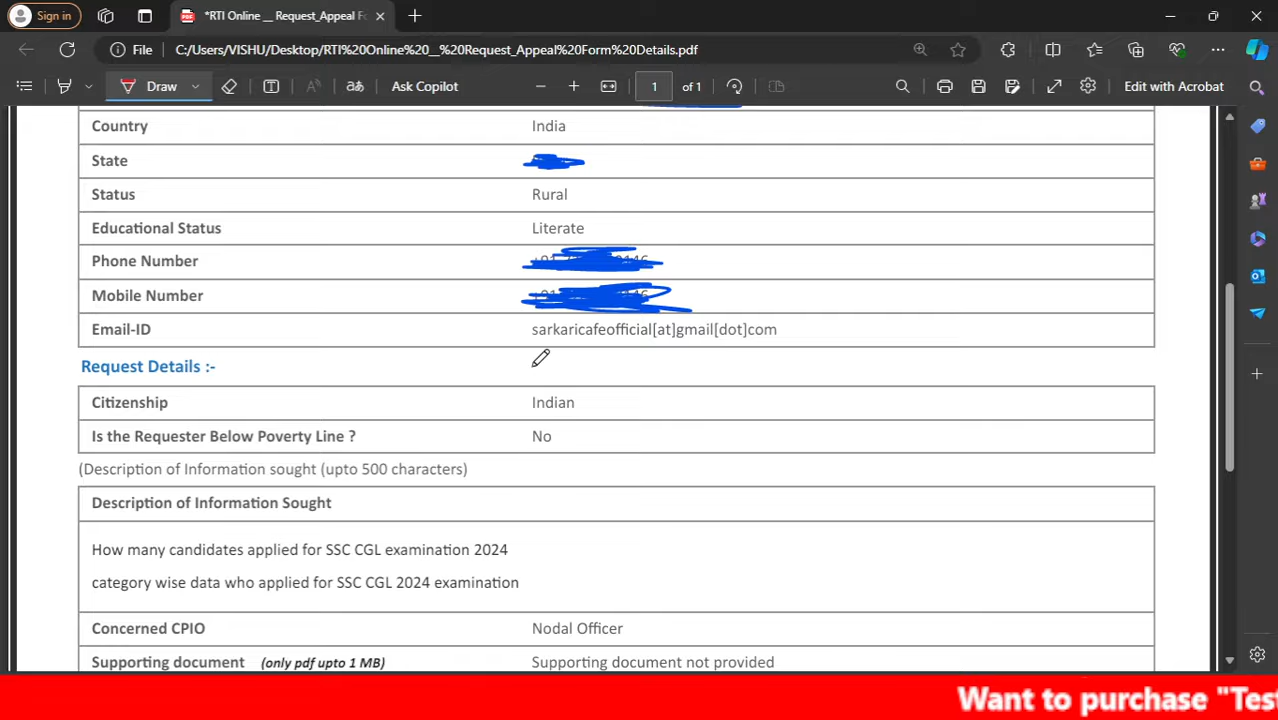 Sign in
*RTI Online __ Request_Appeal Fo
File C:/Users/VISHU/Desktop/RTI%20Online%20__%20Request_Appeal%20Form%20Details.pdf
Draw aあ Ask Copilot 1 of 1 Edit with Acrobat
Country India
State
Status Rural
Educational Status Literate
Phone Number
Mobile Number
Email-ID sarkaricafeofficial[at]gmail[dot]com
Request Details :-
Citizenship Indian
Is the Requester Below Poverty Line ? No
(Description of Information sought (upto 500 characters)
Description of Information Sought
How many candidates applied for SSC CGL examination 2024
category wise data who applied for SSC CGL 2024 examination
Concerned CPIO Nodal Officer
Supporting document (only pdf upto 1 MB) Supporting document not provided
Want to purchase "Tes